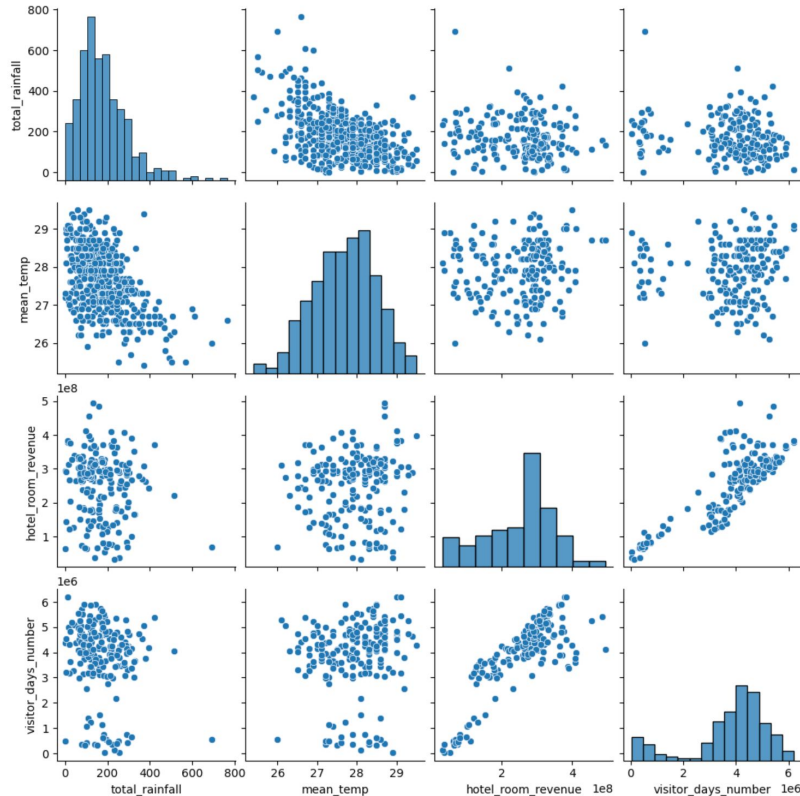 800
600
400
200
0
total_rainfall
29
28
27
26
mean_temp
1e8
5
4
3
2
1
hotel_room_revenue
1e6
6
5
4
3
2
1
0
visitor_days_number
0 200 400 600 800
total_rainfall
26 27 28 29
mean_temp
2 4
1e8
hotel_room_revenue
0 2 4 6
1e6
visitor_days_number